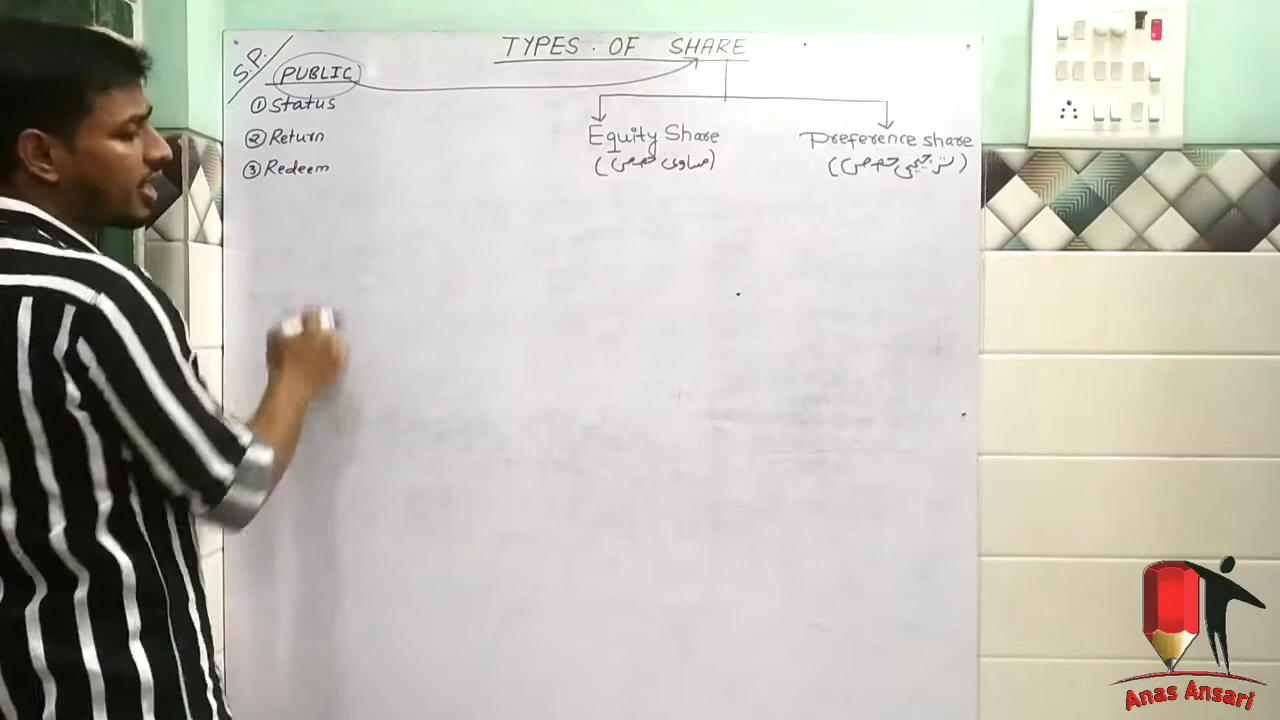 S.P.
TYPES. OF SHARE
PUBLIC
① Status
② Return
③ Redeem
Equity Share
(مساوی حصص)
Preference share
(ترجیحی حصص)
Anas Ansari